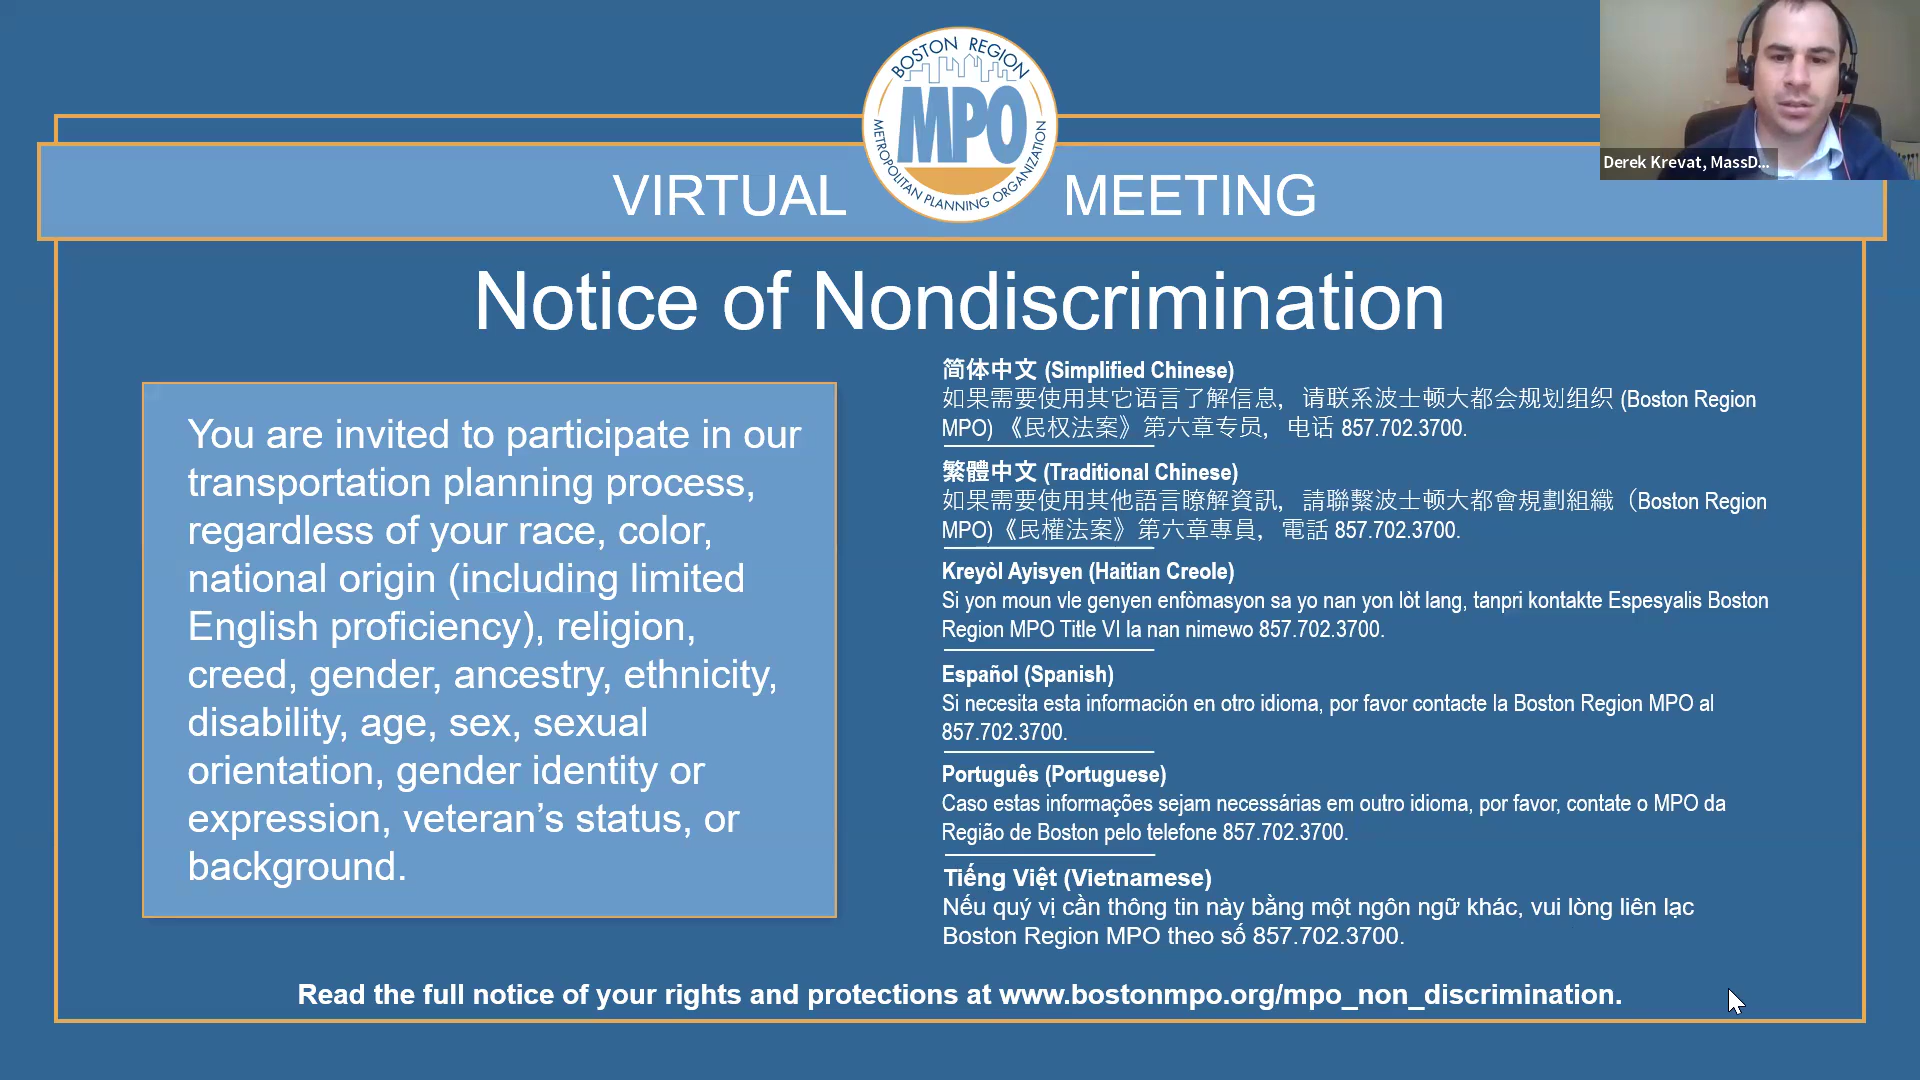 BOSTON REGION
MPO
METROPOLITAN PLANNING ORGANIZATION
Derek Krevat, MassD...
VIRTUAL MEETING
Notice of Nondiscrimination
You are invited to participate in our
transportation planning process,
regardless of your race, color,
national origin (including limited
English proficiency), religion,
creed, gender, ancestry, ethnicity,
disability, age, sex, sexual
orientation, gender identity or
expression, veteran’s status, or
background.
简体中文 (Simplified Chinese)
如果需要使用其它语言了解信息，请联系波士顿大都会规划组织 (Boston Region
MPO) 《民权法案》第六章专员，电话 857.702.3700.
繁體中文 (Traditional Chinese)
如果需要使用其他語言瞭解資訊，請聯繫波士顿大都會規劃組織（Boston Region
MPO)《民權法案》第六章專員，電話 857.702.3700.
Kreyòl Ayisyen (Haitian Creole)
Si yon moun vle genyen enfòmasyon sa yo nan yon lòt lang, tanpri kontakte Espesyalis Boston
Region MPO Title VI la nan nimewo 857.702.3700.
Español (Spanish)
Si necesita esta información en otro idioma, por favor contacte la Boston Region MPO al
857.702.3700.
Português (Portuguese)
Caso estas informações sejam necessárias em outro idioma, por favor, contate o MPO da
Região de Boston pelo telefone 857.702.3700.
Tiếng Việt (Vietnamese)
Nếu quý vị cần thông tin này bằng một ngôn ngữ khác, vui lòng liên lạc
Boston Region MPO theo số 857.702.3700.
Read the full notice of your rights and protections at www.bostonmpo.org/mpo_non_discrimination.